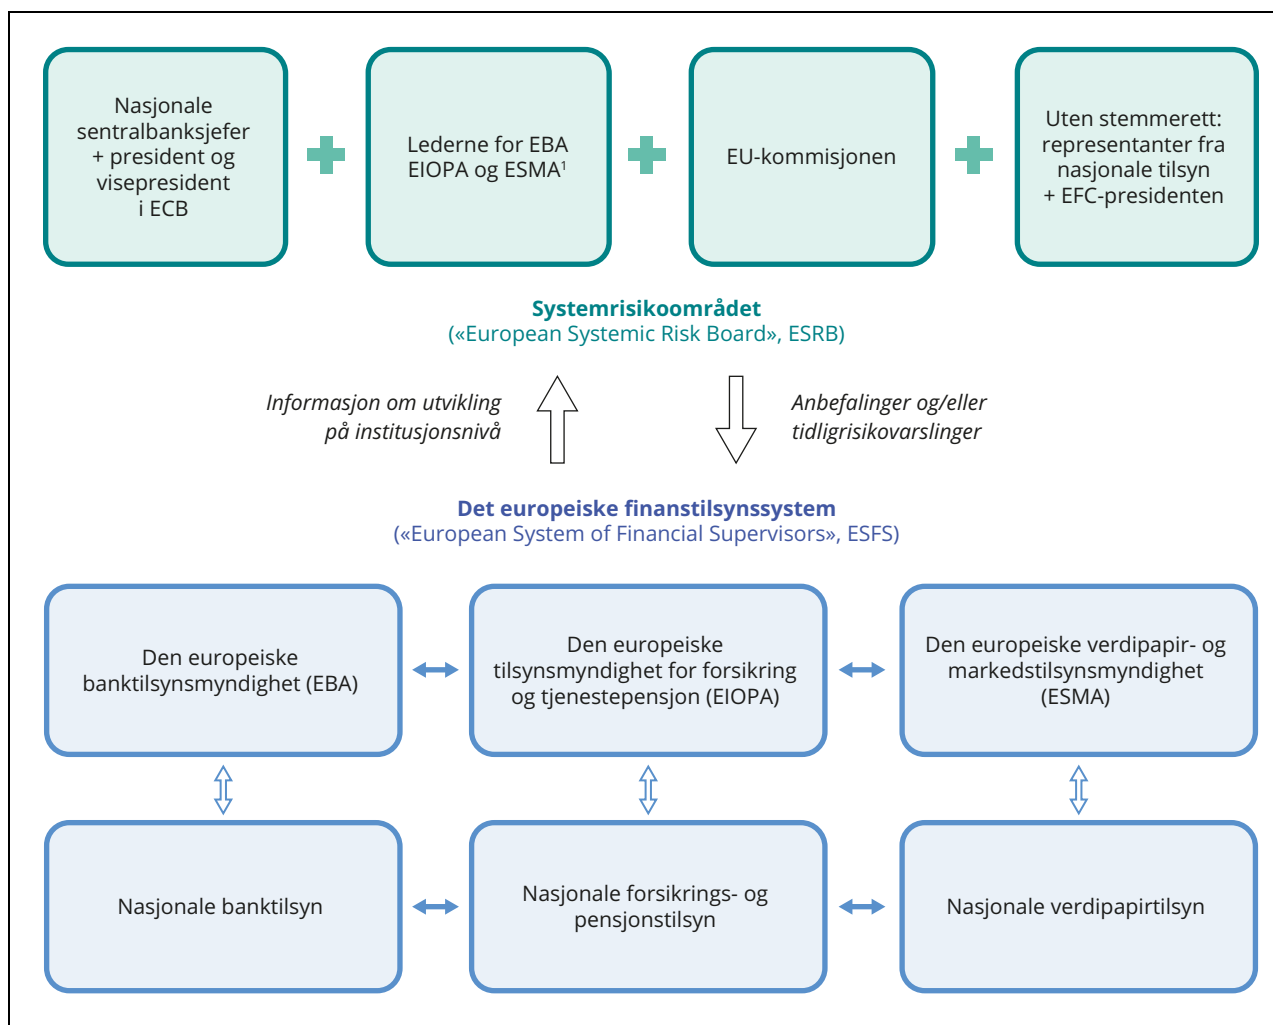 Nasjonale
sentralbanksjefer
+ president og
visepresident
i ECB
Lederne for EBA
EIOPA og ESMA¹
EU-kommisjonen
Uten stemmerett:
representanter fra
nasjonale tilsyn
+ EFC-presidenten
Systemrisikoområdet
(«European Systemic Risk Board», ESRB)
Informasjon om utvikling
på institusjonsnivå
Anbefalinger og/eller
tidligrisikovarslinger
Det europeiske finanstilsynssystem
(«European System of Financial Supervisors», ESFS)
Den europeiske
banktilsynsmyndighet (EBA)
Den europeiske
tilsynsmyndighet for forsikring
og tjenestepensjon (EIOPA)
Den europeiske verdipapir- og
markedstilsynsmyndighet
(ESMA)
Nasjonale banktilsyn
Nasjonale forsikrings- og
pensjonstilsyn
Nasjonale verdipapirtilsyn